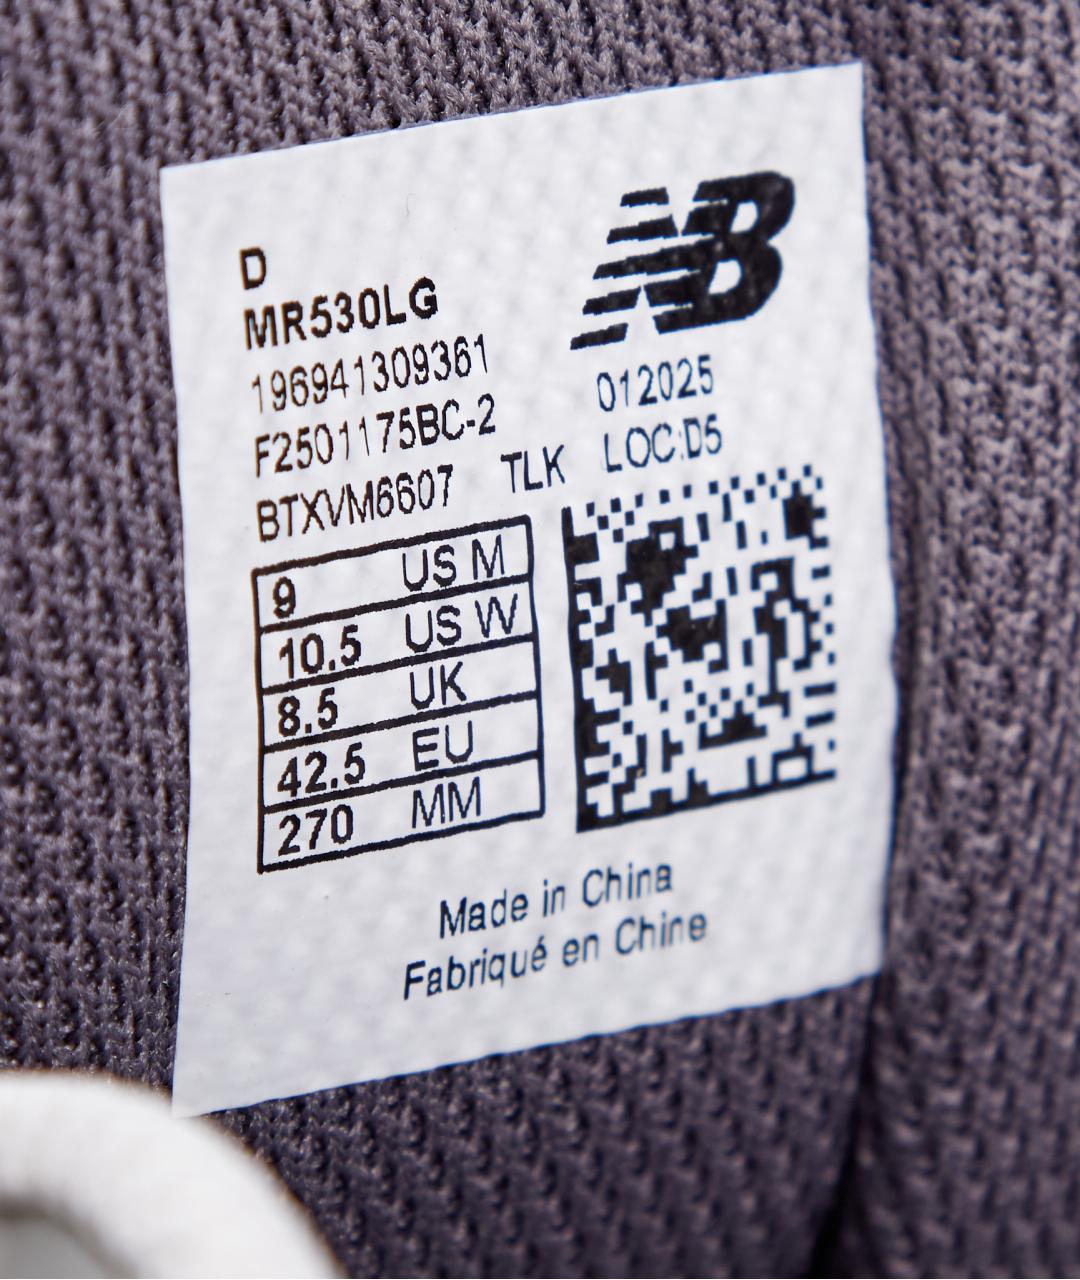 D
MR530LG
196941309361
F2501175BC-2
BTXVM6607 TLK
NB
012025
LOC:D5
9 US M
10.5 US W
8.5 UK
42.5 EU
270 MM
Made in China
Fabriqué en Chine